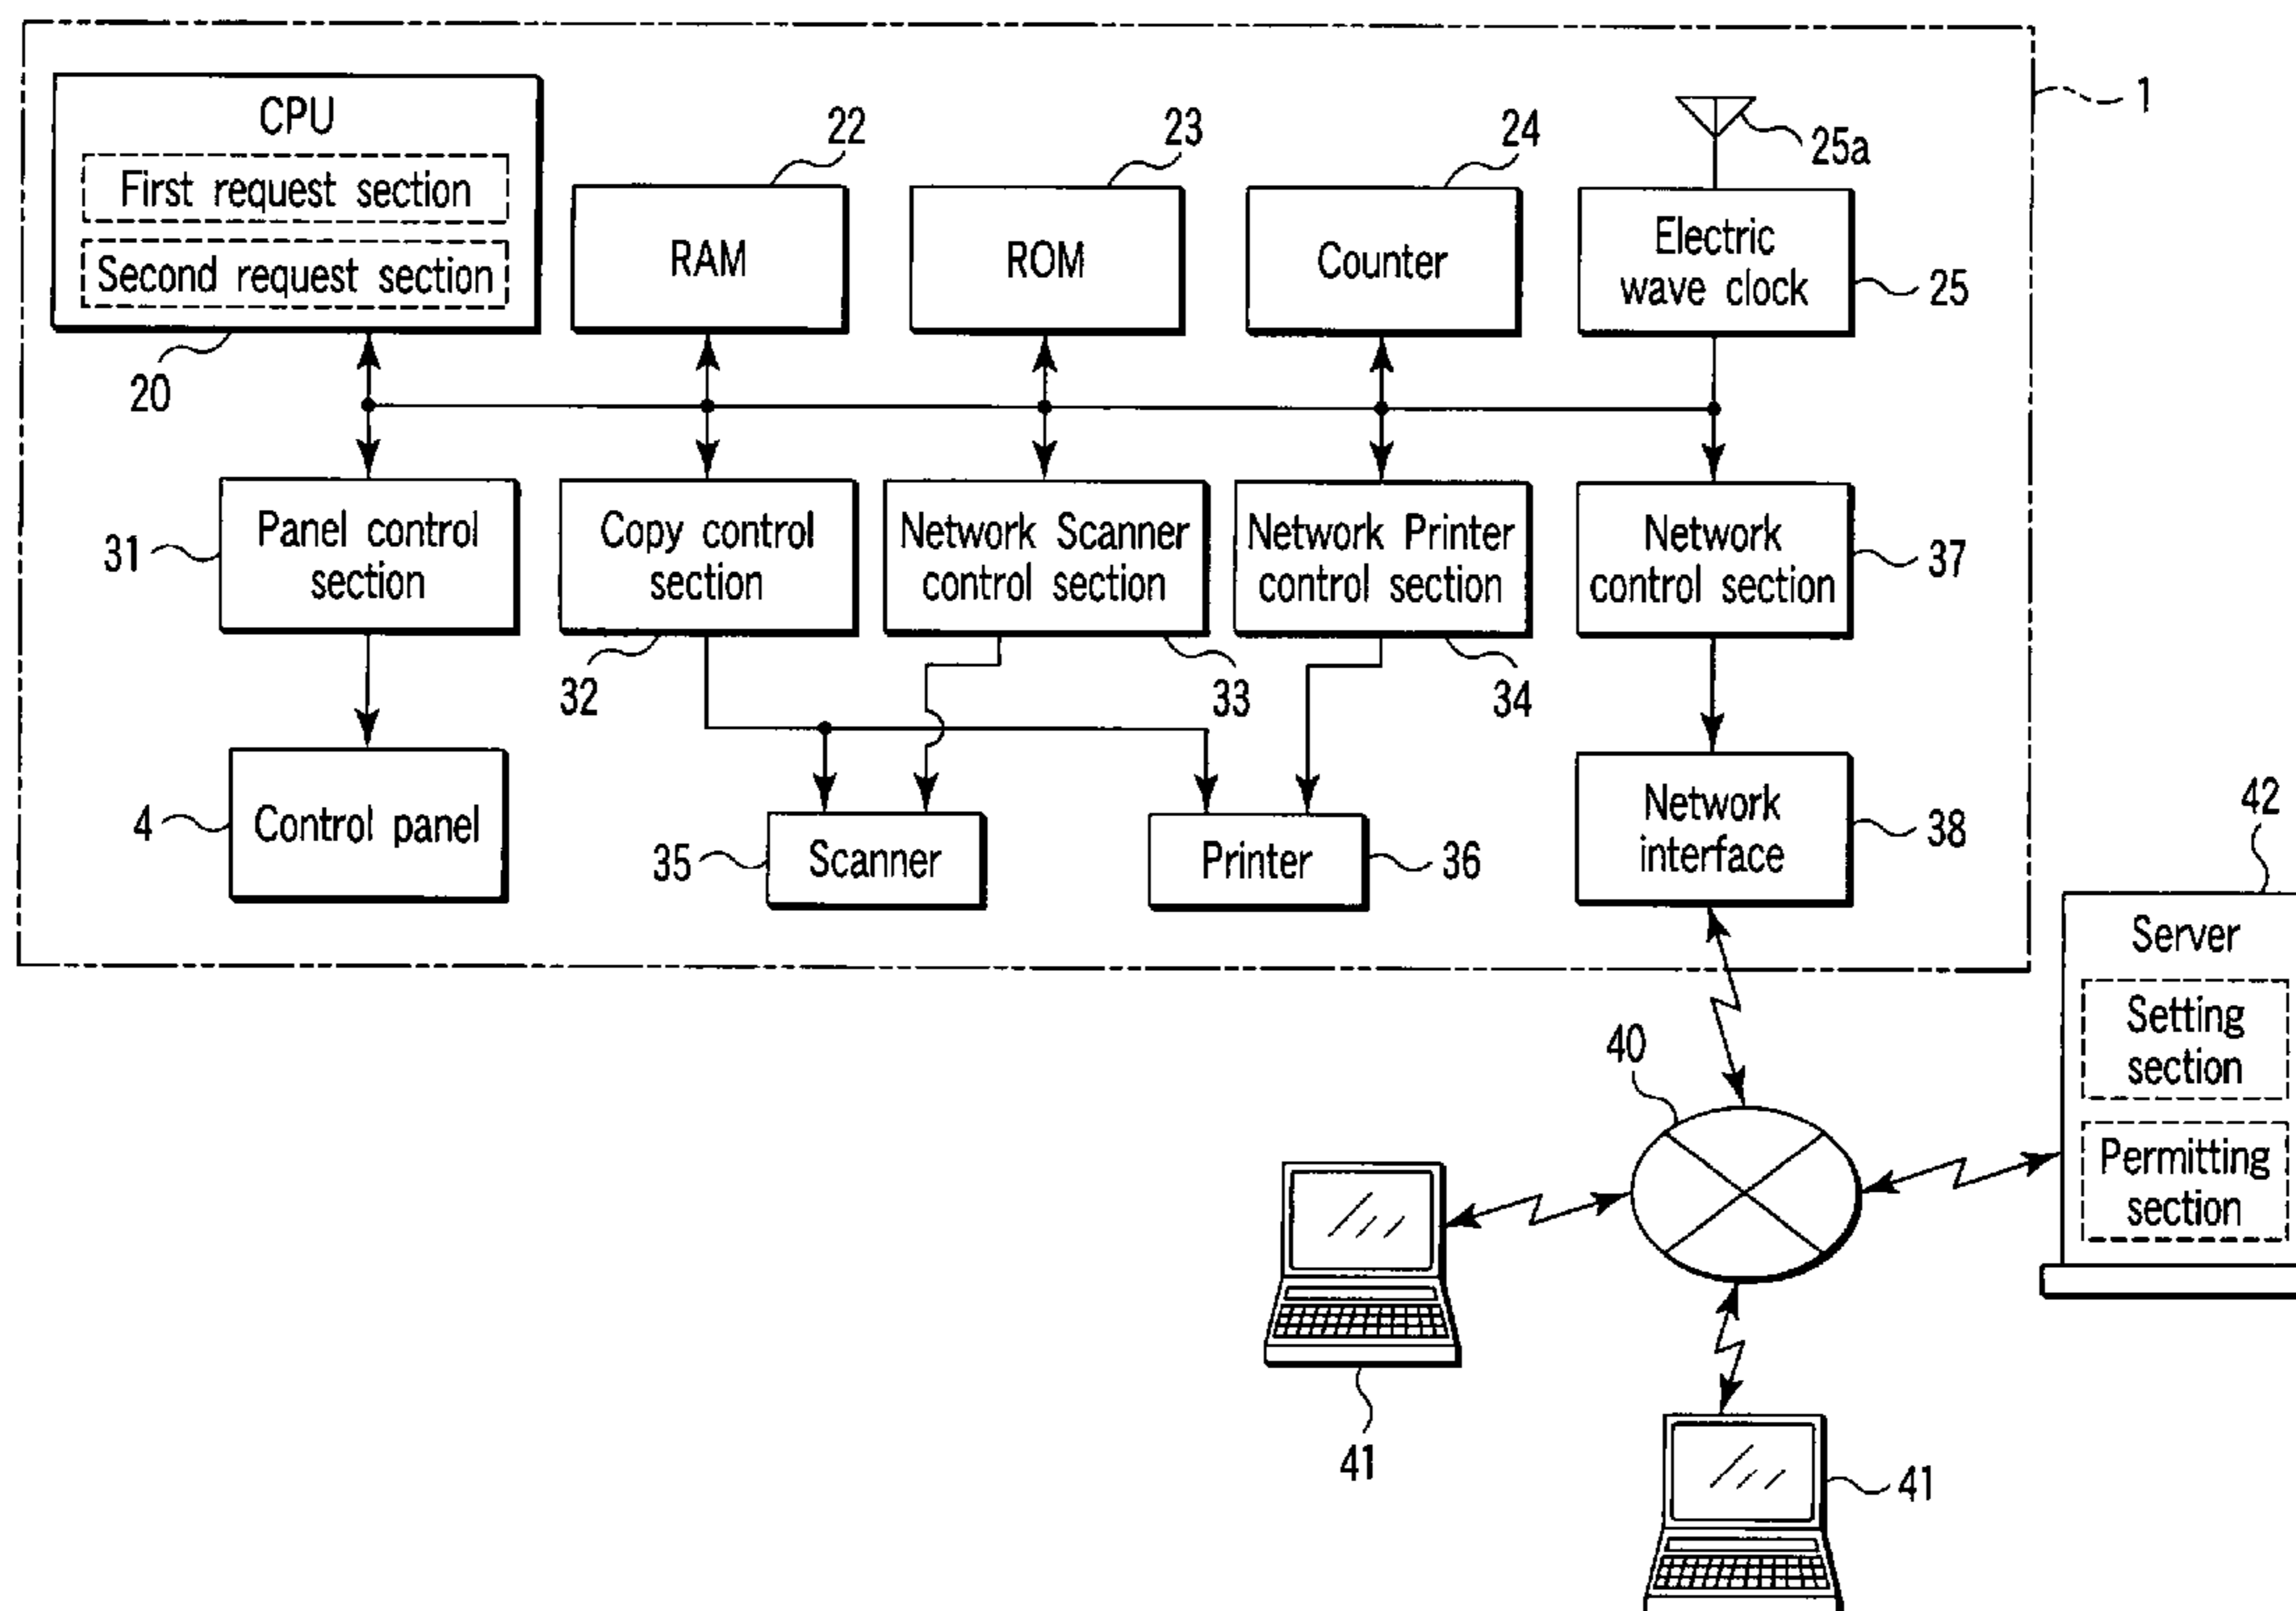 1
CPU
First request section
Second request section
20
22
RAM
23
ROM
24
Counter
25a
Electric
wave clock
25
31
Panel control
section
Copy control
section
32
Network Scanner
control section
33
Network Printer
control section
34
Network
control section
37
4
Control panel
35
Scanner
Printer
36
Network
interface
38
42
Server
Setting
section
Permitting
section
40
41
41